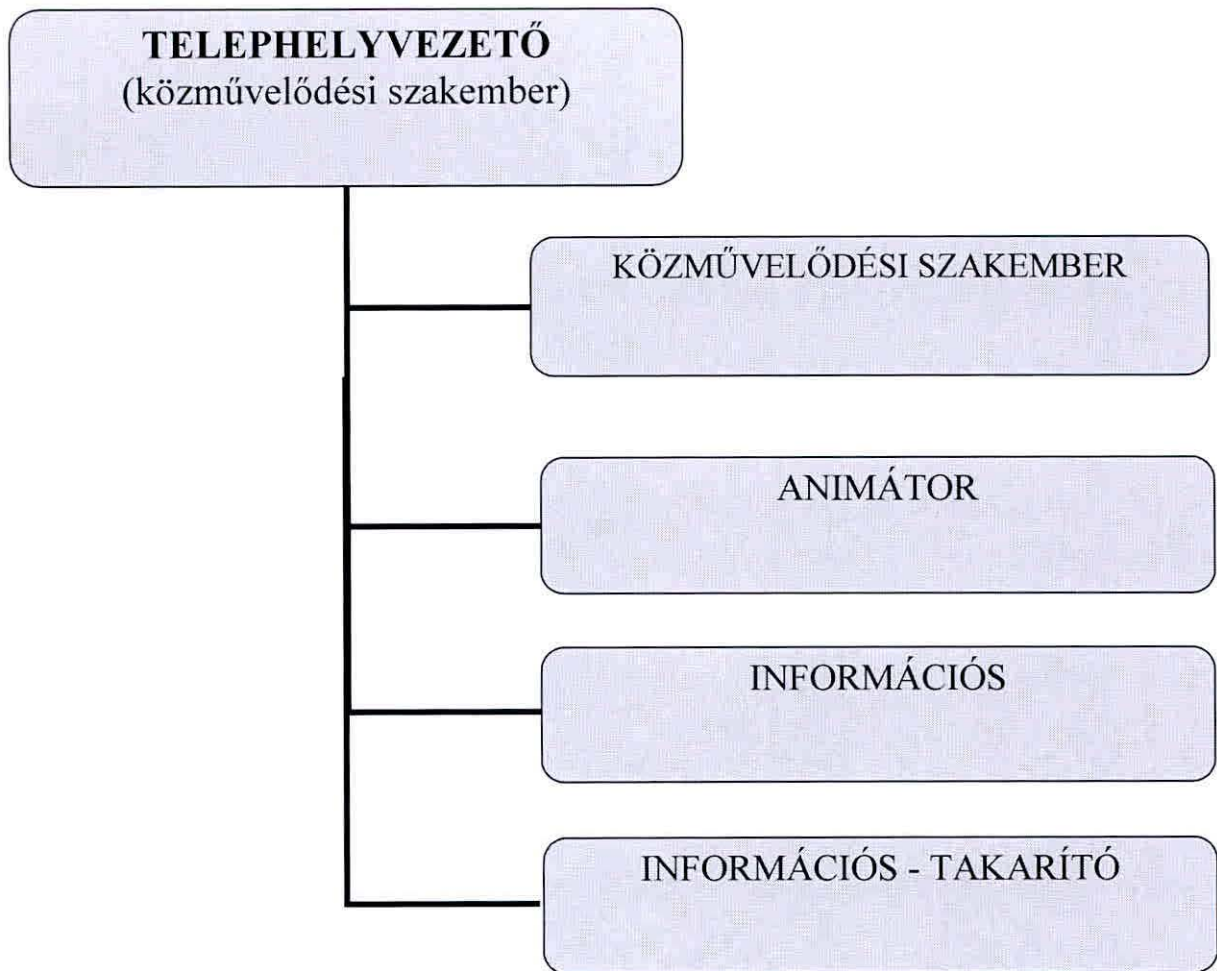 TELEPHELYVEZETŐ
(közművelődési szakember)
KÖZMŰVELŐDÉSI SZAKEMBER
ANIMÁTOR
INFORMÁCIÓS
INFORMÁCIÓS - TAKARÍTÓ